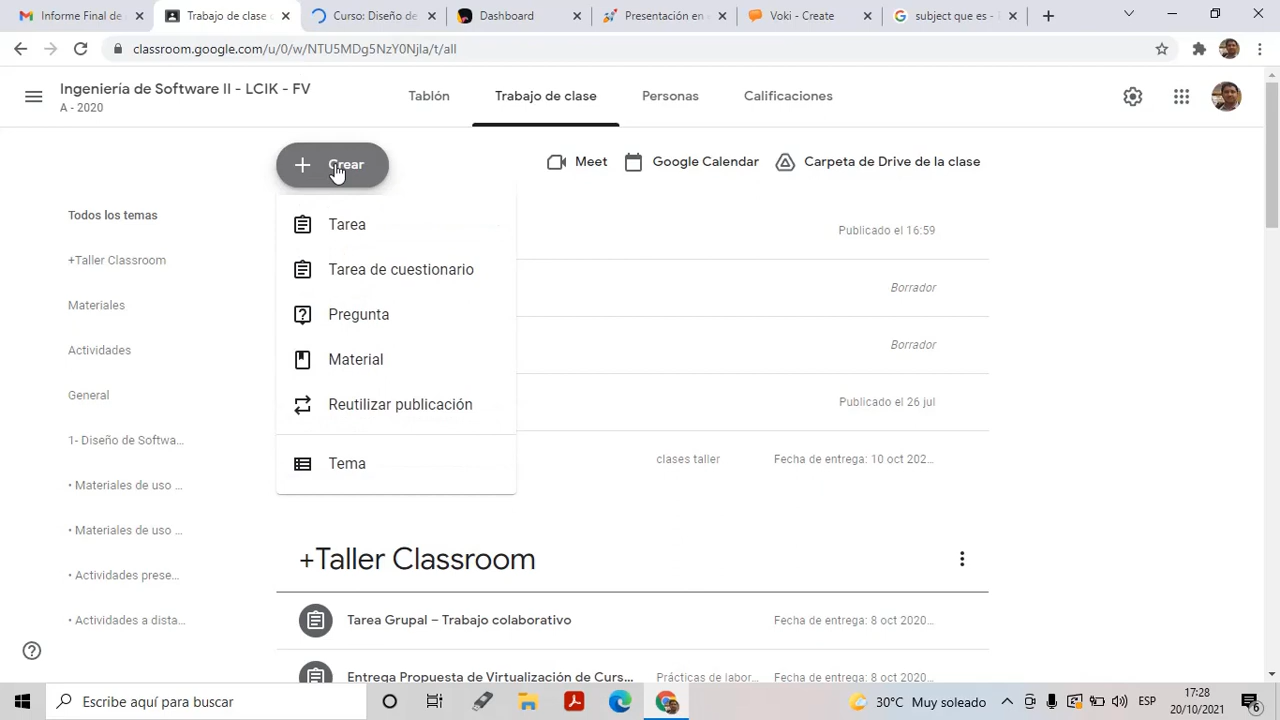 Informe Final de
Trabajo de clase
Curso: Diseño de
Dashboard
Presentación en
Voki - Create
subject que es -
classroom.google.com/u/0/w/NTU5MDg5NzY0Njla/t/all
Ingeniería de Software II - LCIK - FV
A - 2020
Tablón
Trabajo de clase
Personas
Calificaciones
Crear
Meet
Google Calendar
Carpeta de Drive de la clase
Todos los temas
+Taller Classroom
Materiales
Actividades
General
1- Diseño de Softwa...
• Materiales de uso ...
• Materiales de uso ...
• Actividades prese...
• Actividades a dista...
Tarea
Tarea de cuestionario
Pregunta
Material
Reutilizar publicación
Tema
Publicado el 16:59
Borrador
Borrador
Publicado el 26 jul
clases taller
Fecha de entrega: 10 oct 202...
+Taller Classroom
Tarea Grupal – Trabajo colaborativo
Fecha de entrega: 8 oct 2020...
Entrega Propuesta de Virtualización de Curs...
Prácticas de labor...
Fecha de entrega: 8 oct 2020...
Escribe aquí para buscar
30°C Muy soleado
ESP
17:28
20/10/2021
6